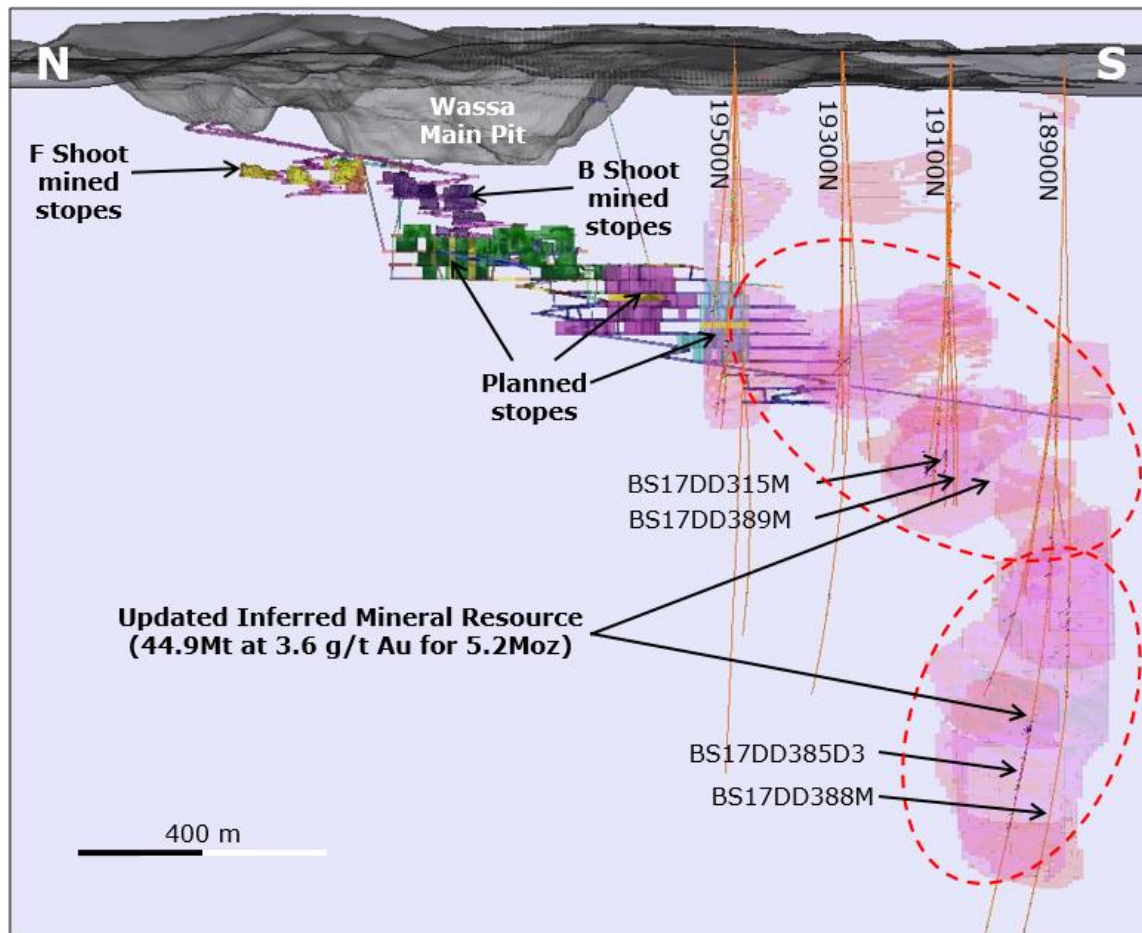 N
S
Wassa
Main Pit
19500N
19300N
19100N
18900N
F Shoot
mined
stopes
B Shoot
mined
stopes
Planned
stopes
BS17DD315M
BS17DD389M
Updated Inferred Mineral Resource
(44.9Mt at 3.6 g/t Au for 5.2Moz)
BS17DD385D3
BS17DD388M
400 m